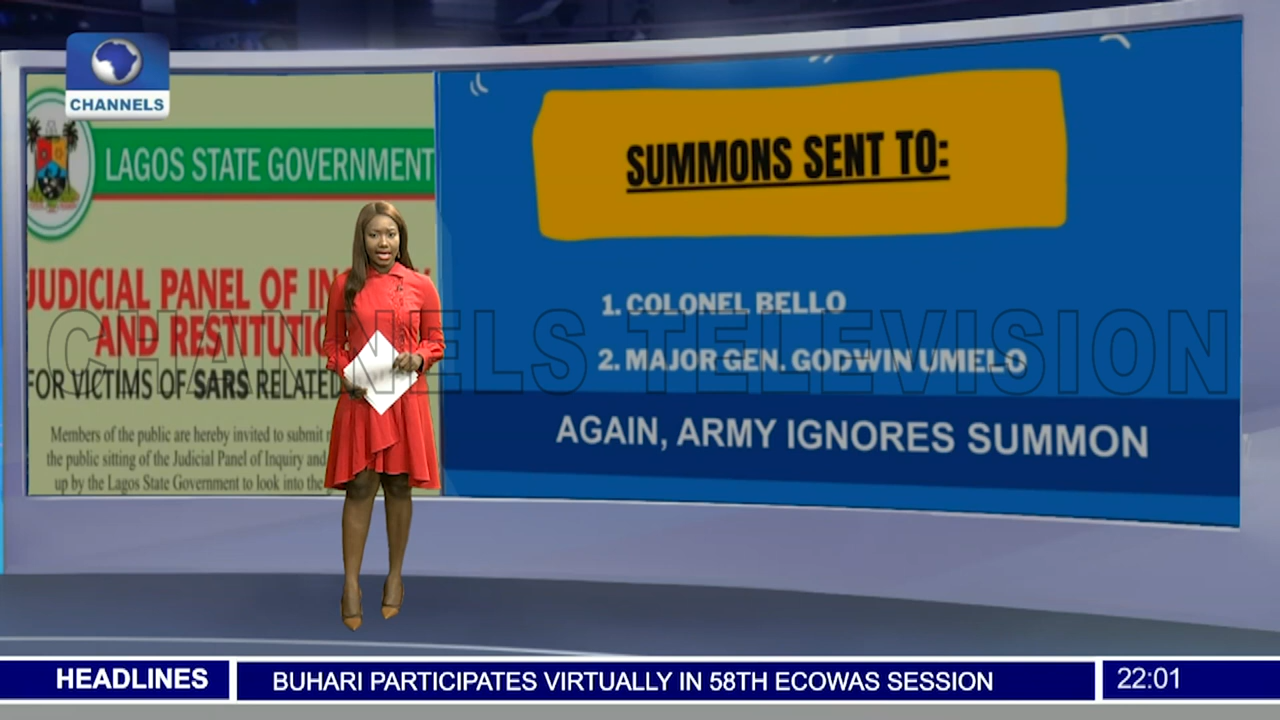 CHANNELS
LAGOS STATE GOVERNMENT
JUDICIAL PANEL OF
AND
FOR VICTIMS OF SARS RELATED
Members of the public are hereby invited to submit
the public sitting of the Judicial Panel of Inquiry and
up by the Lagos State Government to look into the
SUMMONS SENT TO:
1. COLONEL BELLO
2. MAJOR GEN. GODWIN UMELO
AGAIN, ARMY IGNORES SUMMON
CHANNELS TELEVISION
HEADLINES
BUHARI PARTICIPATES VIRTUALLY IN 58TH ECOWAS SESSION
22:01